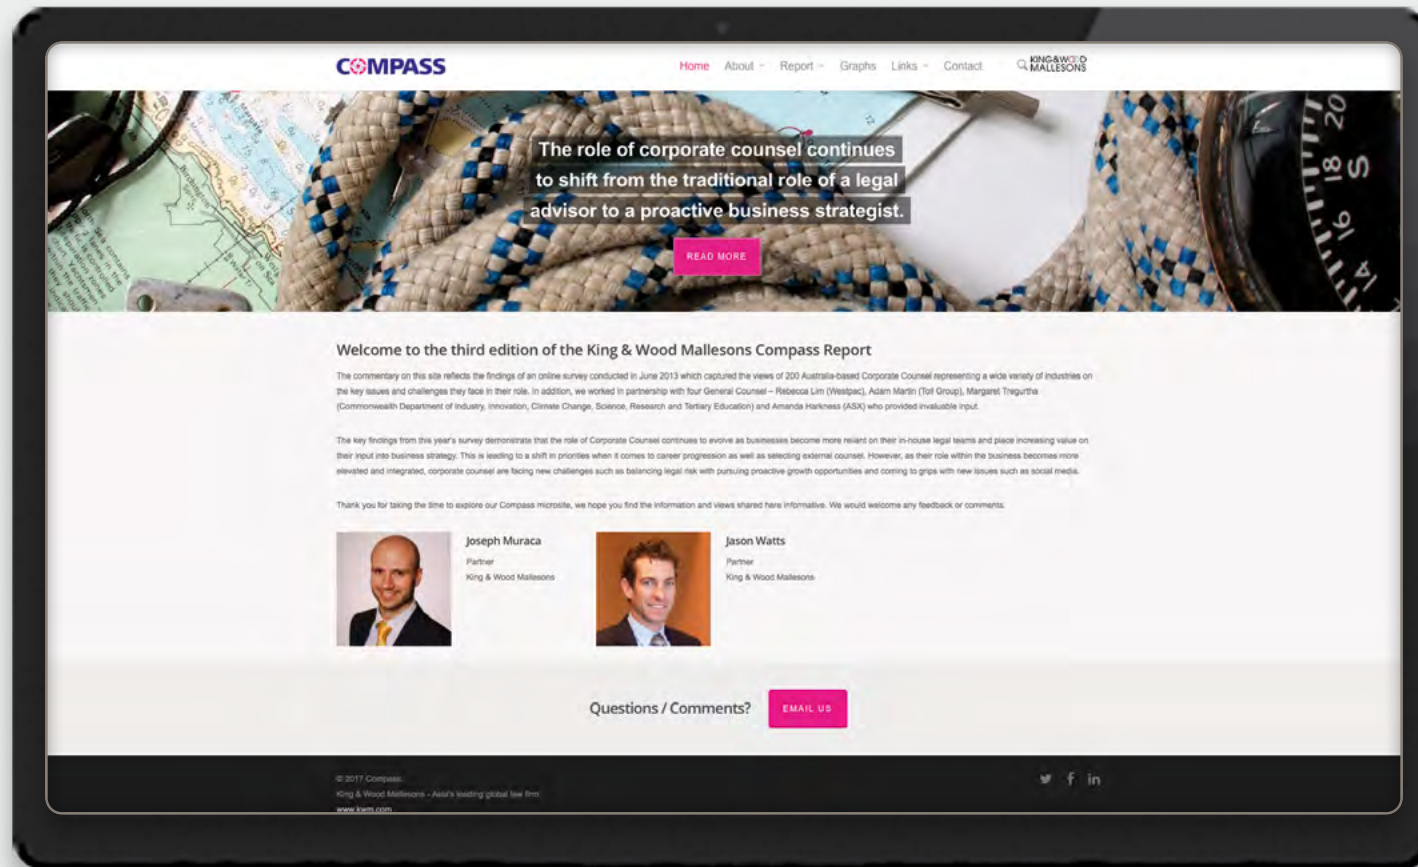 COMPASS
Home About Report Graphs Links Contact
KING&WOOD
MALLESONS
The role of corporate counsel continues
to shift from the traditional role of a legal
advisor to a proactive business strategist.
READ MORE
20
18
S
16
14
Welcome to the third edition of the King & Wood Mallesons Compass Report
The commentary on this site reflects the findings of an online survey conducted in June 2013 which captured the views of 200 Australia-based Corporate Counsel representing a wide variety of industries on
the key issues and challenges they face in their role. In addition, we worked in partnership with four General Counsel – Rebecca Lim (Westpac), Adam Martin (Toll Group), Margaret Tregurtha
(Commonwealth Department of Industry, Innovation, Climate Change, Science, Research and Tertiary Education) and Amanda Harkness (ASX) who provided invaluable input.
The key findings from this year's survey demonstrate that the role of Corporate Counsel continues to evolve as businesses become more reliant on their in-house legal teams and place increasing value on
their input into business strategy. This is leading to a shift in priorities when it comes to career progression as well as selecting external counsel. However, as their role within the business becomes more
elevated and integrated, corporate counsel are facing new challenges such as balancing legal risk with pursuing proactive growth opportunities and coming to grips with new issues such as social media.
Thank you for taking the time to explore our Compass microsite, we hope you find the information and views shared here informative. We would welcome any feedback or comments.
Joseph Muraca
Partner
King & Wood Mallesons
Jason Watts
Partner
King & Wood Mallesons
Questions / Comments?
EMAIL US
© 2017 Compass.
King & Wood Mallesons - Asia's leading global law firm
www.kwm.com